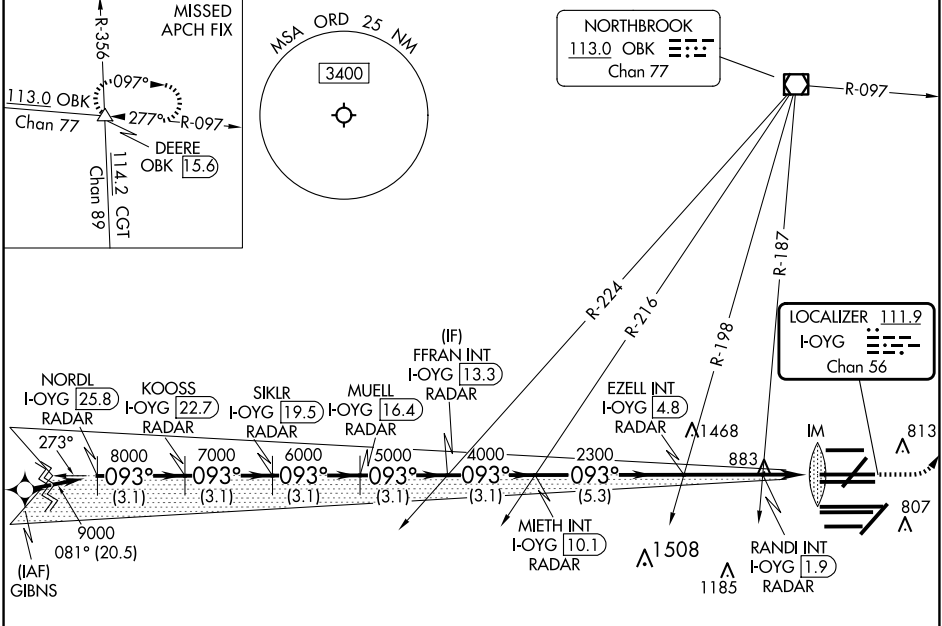 MISSED
APCH FIX
R-356
097°
113.0 OBK
Chan 77
277°
R-097
DEERE
OBK 15.6
114.2 CGT
Chan 89
MSA ORD 25 NM
3400
NORTHBROOK
113.0 OBK
Chan 77
R-097
R-224
R-216
R-198
R-187
LOCALIZER 111.9
I-OYG
Chan 56
NORDL
I-OYG 25.8
RADAR
KOOSS
I-OYG 22.7
RADAR
SIKLR
I-OYG 19.5
RADAR
MUELL
I-OYG 16.4
RADAR
(IF)
FFRAN INT
I-OYG 13.3
RADAR
EZELL INT
I-OYG 4.8
RADAR
1468
IM
813
883
273°
8000
093°
(3.1)
7000
093°
(3.1)
6000
093°
(3.1)
5000
093°
(3.1)
4000
093°
(3.1)
2300
093°
(5.3)
9000
081° (20.5)
(IAF)
GIBNS
MIETH INT
I-OYG 10.1
RADAR
1508
1185
RANDI INT
I-OYG 1.9
RADAR
807